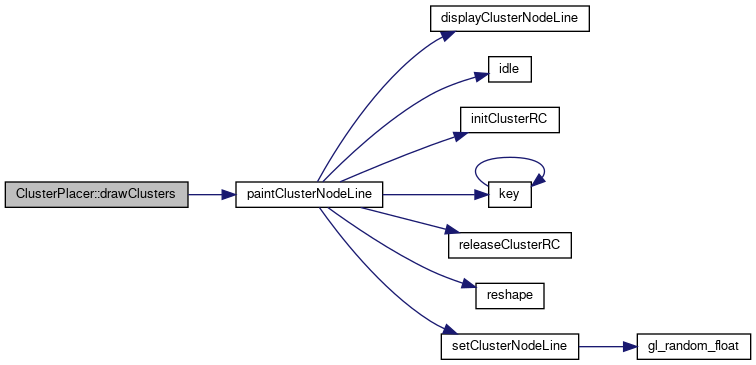 displayClusterNodeLine
idle
initClusterRC
ClusterPlacer::drawClusters
paintClusterNodeLine
key
releaseClusterRC
reshape
setClusterNodeLine
gl_random_float